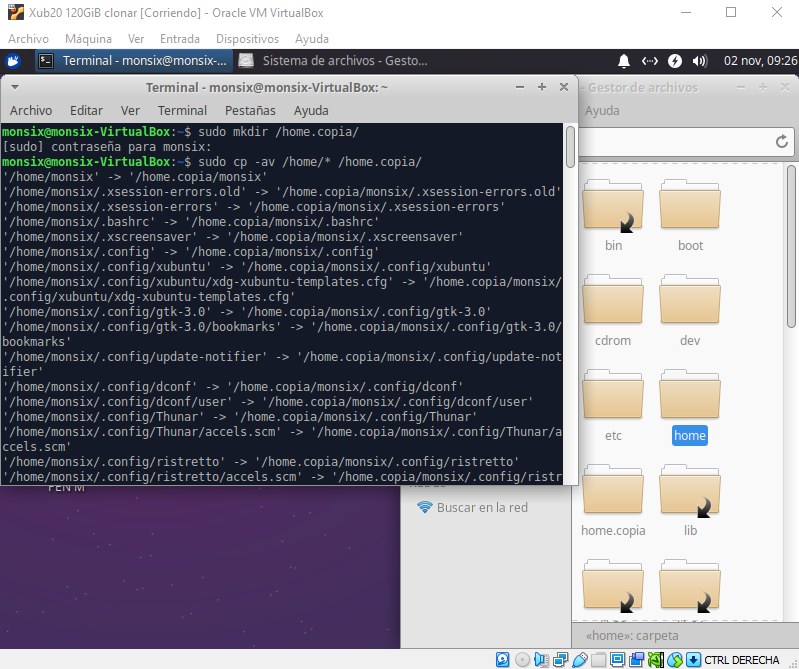 Xub20 120GiB clonar [Corriendo] - Oracle VM VirtualBox
Archivo Máquina Ver Entrada Dispositivos Ayuda
Terminal - monsix@monsix-... Sistema de archivos - Gesto... 02 nov, 09:26
Terminal - monsix@monsix-VirtualBox: ~
- Gestor de archivos
Archivo Editar Ver Terminal Pestañas Ayuda
Ayuda
monsix@monsix-VirtualBox:~$ sudo mkdir /home.copia/
[sudo] contraseña para monsix:
monsix@monsix-VirtualBox:~$ sudo cp -av /home/* /home.copia/
'/home/monsix' -> '/home.copia/monsix'
'/home/monsix/.xsession-errors.old' -> '/home.copia/monsix/.xsession-errors.old'
'/home/monsix/.xsession-errors' -> '/home.copia/monsix/.xsession-errors'
'/home/monsix/.bashrc' -> '/home.copia/monsix/.bashrc'
'/home/monsix/.xscreensaver' -> '/home.copia/monsix/.xscreensaver'
'/home/monsix/.config' -> '/home.copia/monsix/.config'
'/home/monsix/.config/xubuntu' -> '/home.copia/monsix/.config/xubuntu'
'/home/monsix/.config/xubuntu/xdg-xubuntu-templates.cfg' -> '/home.copia/monsix/
.config/xubuntu/xdg-xubuntu-templates.cfg'
'/home/monsix/.config/gtk-3.0' -> '/home.copia/monsix/.config/gtk-3.0'
'/home/monsix/.config/gtk-3.0/bookmarks' -> '/home.copia/monsix/.config/gtk-3.0/
bookmarks'
'/home/monsix/.config/update-notifier' -> '/home.copia/monsix/.config/update-not
ifier'
'/home/monsix/.config/dconf' -> '/home.copia/monsix/.config/dconf'
'/home/monsix/.config/dconf/user' -> '/home.copia/monsix/.config/dconf/user'
'/home/monsix/.config/Thunar' -> '/home.copia/monsix/.config/Thunar'
'/home/monsix/.config/Thunar/accels.scm' -> '/home.copia/monsix/.config/Thunar/a
ccels.scm'
'/home/monsix/.config/ristretto' -> '/home.copia/monsix/.config/ristretto'
'/home/monsix/.config/ristretto/accels.scm' -> '/home.copia/monsix/.config/ristr
bin boot
cdrom dev
etc home
home.copia lib
Buscar en la red
«home»: carpeta
CTRL DERECHA